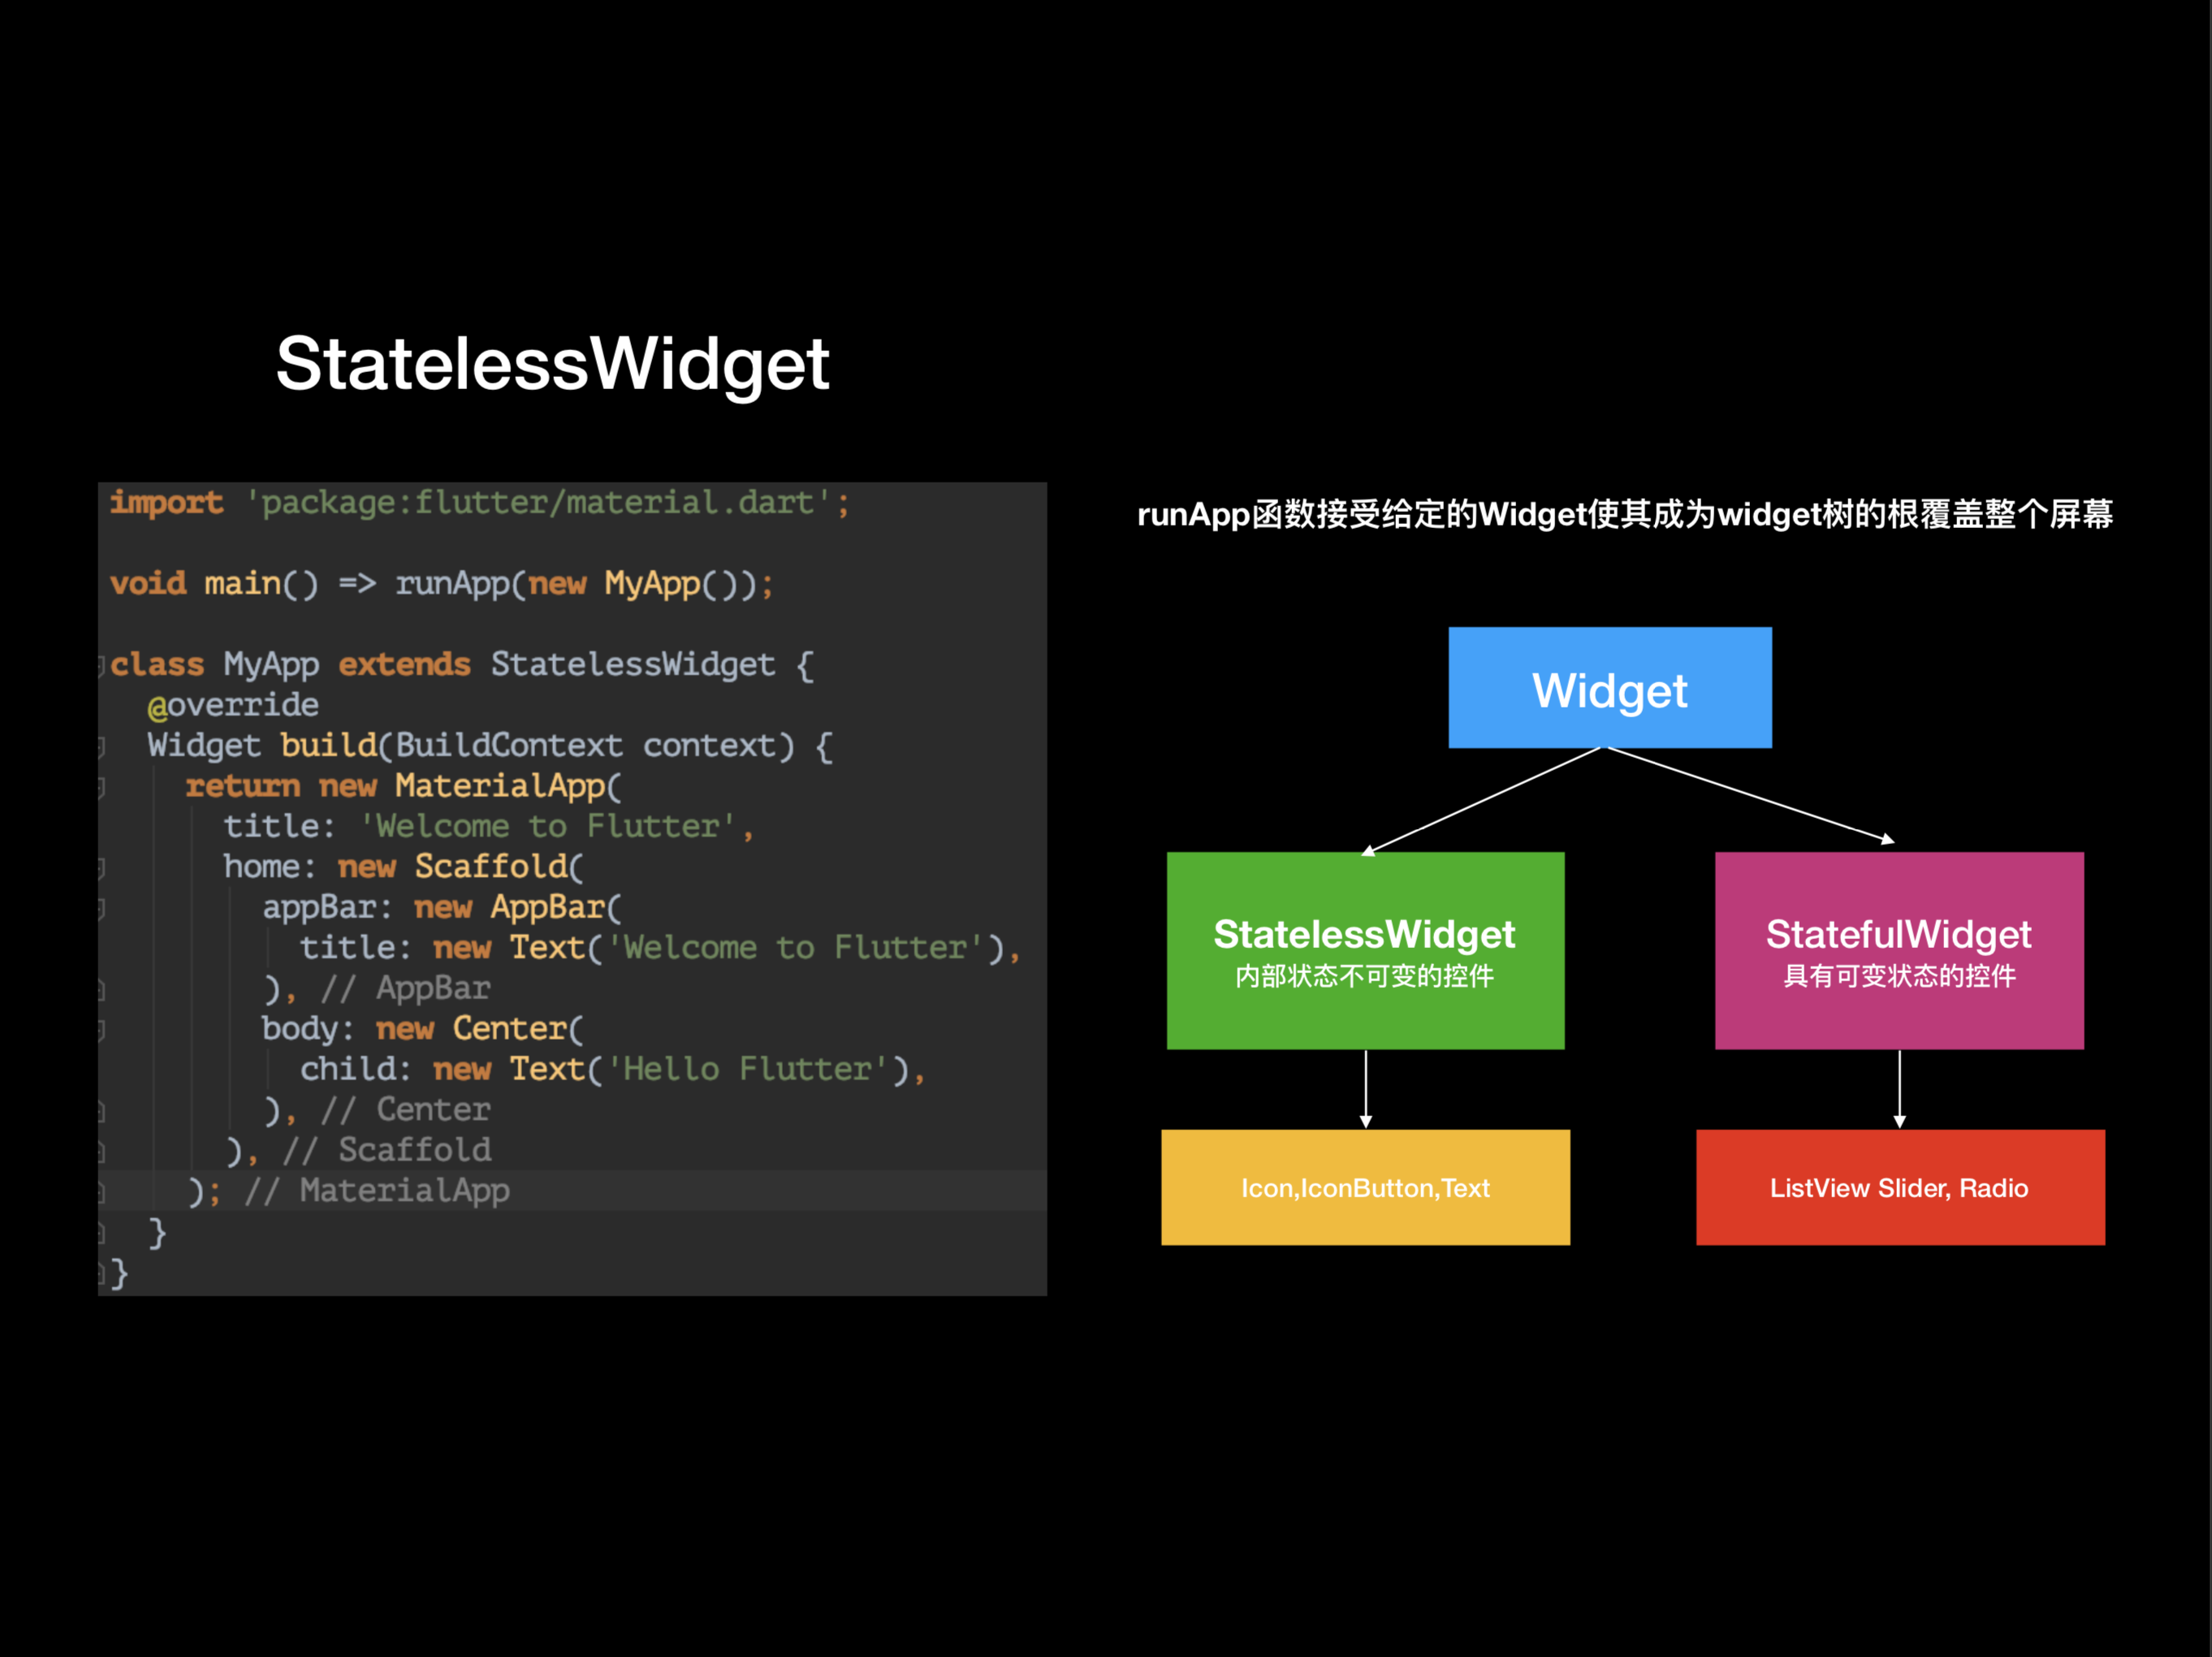 StatelessWidget
import 'package:flutter/material.dart';
void main() => runApp(new MyApp());
class MyApp extends StatelessWidget {
@override
Widget build(BuildContext context) {
return new MaterialApp(
title: 'Welcome to Flutter',
home: new Scaffold(
appBar: new AppBar(
title: new Text('Welcome to Flutter'),
), // AppBar
body: new Center(
child: new Text('Hello Flutter'),
), // Center
), // Scaffold
); // MaterialApp
}
}
runApp函数接受给定的Widget使其成为widget树的根覆盖整个屏幕
Widget
StatelessWidget
内部状态不可变的控件
StatefulWidget
具有可变状态的控件
Icon,IconButton,Text
ListView Slider, Radio